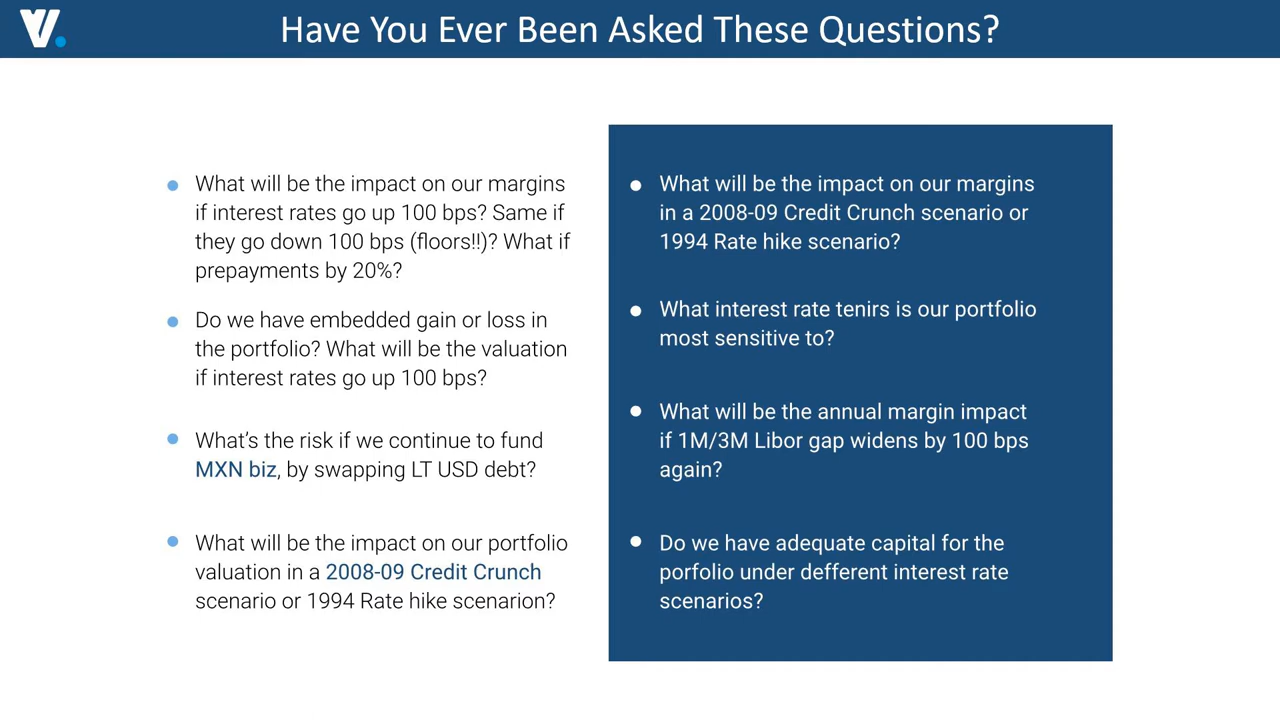 Have You Ever Been Asked These Questions?
What will be the impact on our margins
if interest rates go up 100 bps? Same if
they go down 100 bps (floors!!)? What if
prepayments by 20%?
Do we have embedded gain or loss in
the portfolio? What will be the valuation
if interest rates go up 100 bps?
What's the risk if we continue to fund
MXN biz, by swapping LT USD debt?
What will be the impact on our portfolio
valuation in a 2008-09 Credit Crunch
scenario or 1994 Rate hike scenarion?
What will be the impact on our margins
in a 2008-09 Credit Crunch scenario or
1994 Rate hike scenario?
What interest rate tenirs is our portfolio
most sensitive to?
What will be the annual margin impact
if 1M/3M Libor gap widens by 100 bps
again?
Do we have adequate capital for the
porfolio under defferent interest rate
scenarios?